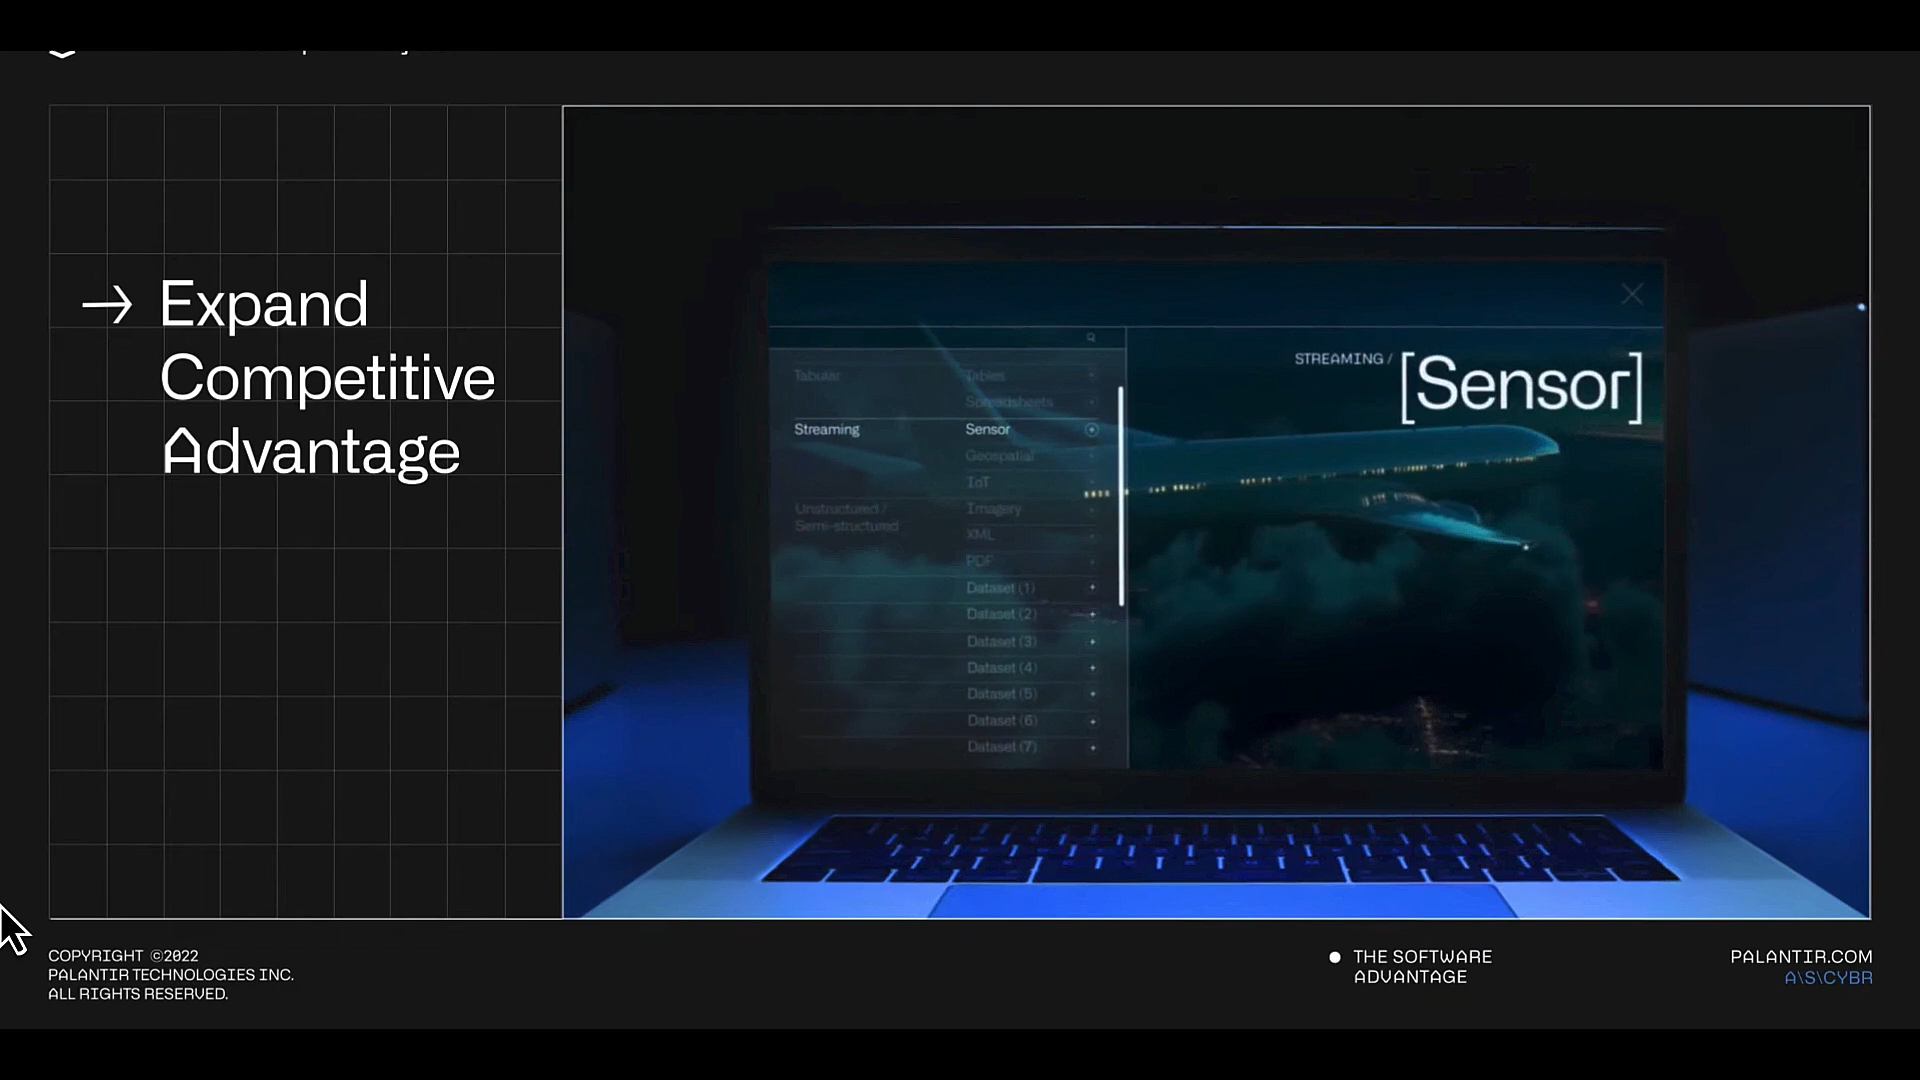 → Expand
Competitive
Advantage
STREAMING / [Sensor]
Tabular Tables
Spreadsheets
Streaming Sensor
Geospatial
IoT
Unstructured / Imagery
Semi-structured
XML
PDF
Dataset (1)
Dataset (2)
Dataset (3)
Dataset (4)
Dataset (5)
Dataset (6)
Dataset (7)
COPYRIGHT ©2022
PALANTIR TECHNOLOGIES INC.
ALL RIGHTS RESERVED.
THE SOFTWARE
ADVANTAGE
PALANTIR.COM
A\S\CYBR